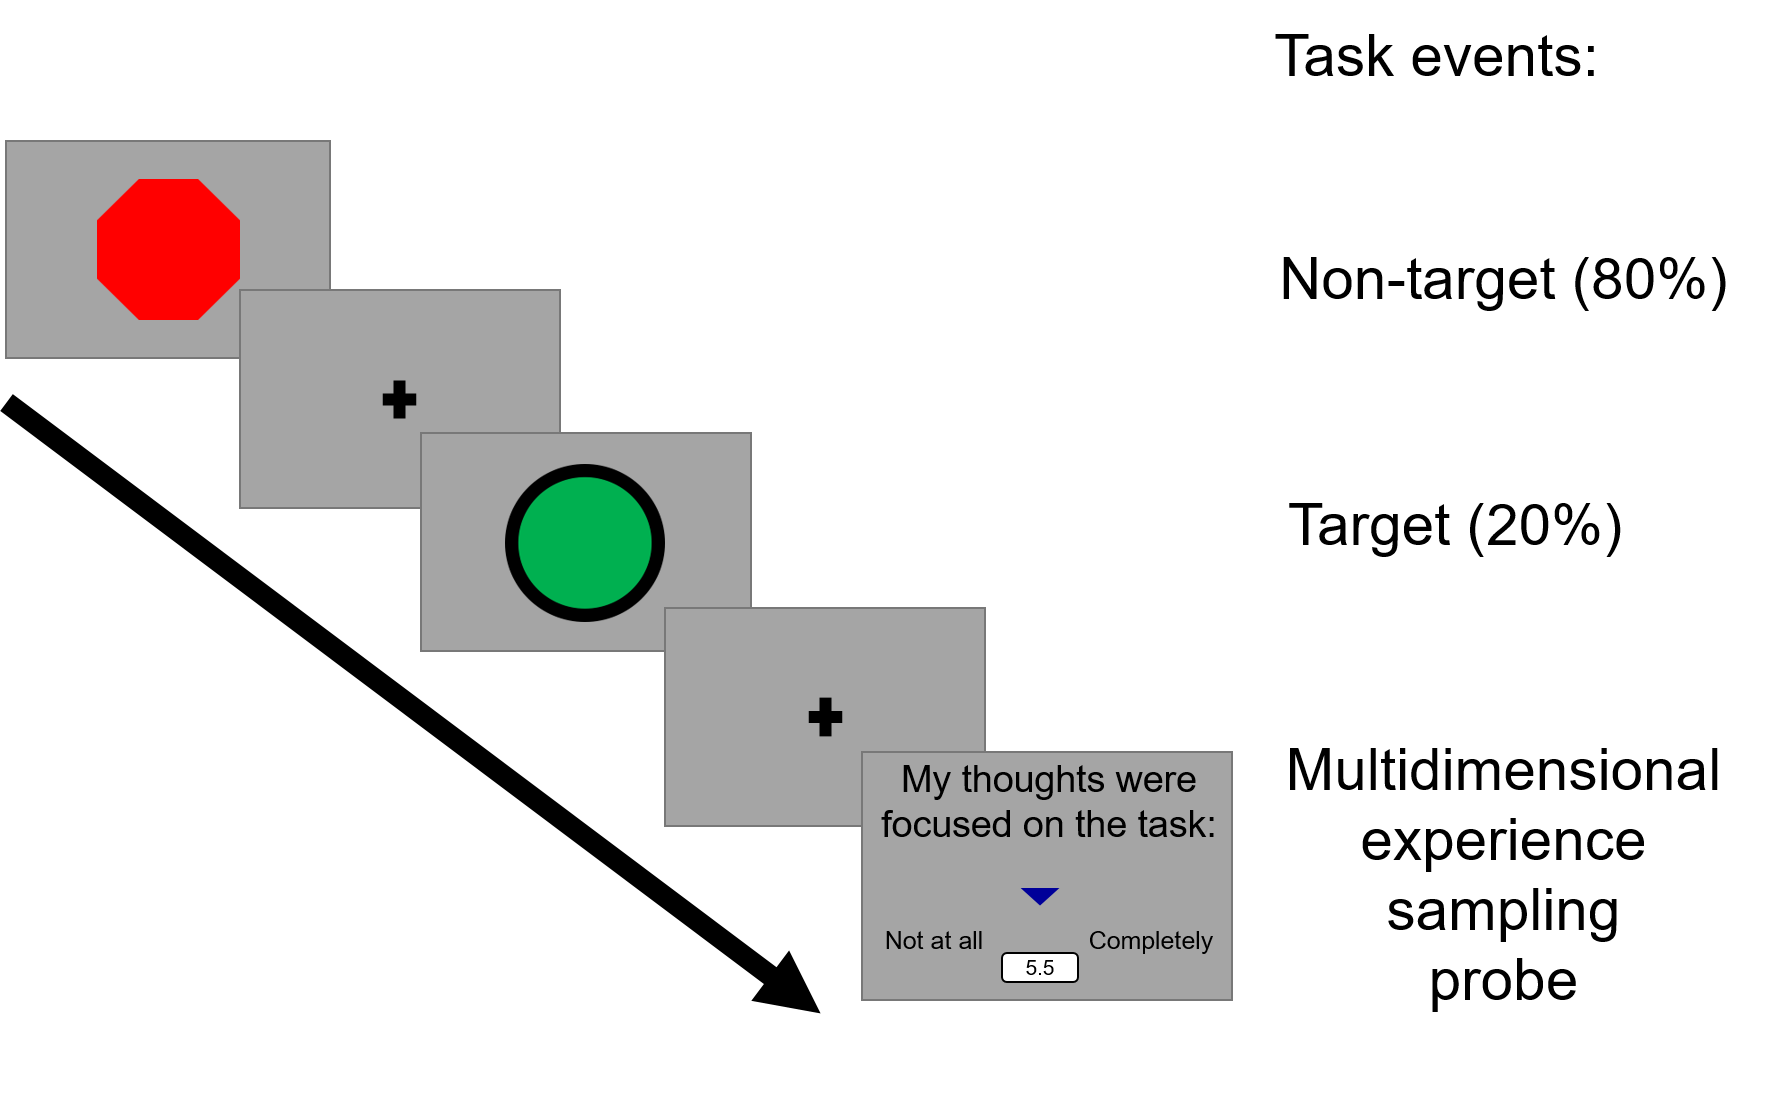 Task events:
Non-target (80%)
Target (20%)
My thoughts were
focused on the task:
Not at all
Completely
5.5
Multidimensional
experience
sampling
probe